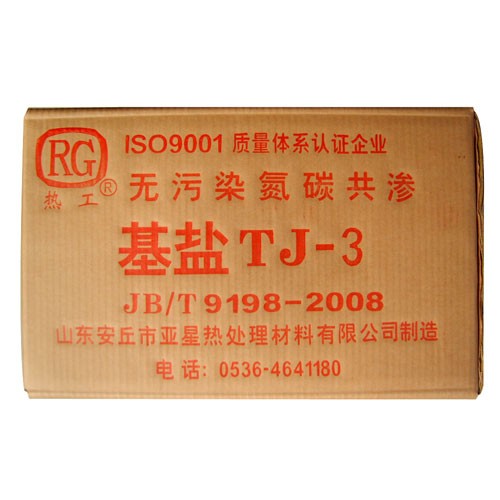 RG
热工®
ISO9001 质量体系认证企业
无污染氮碳共渗
基盐TJ-3
JB/T 9198-2008
山东安丘市亚星热处理材料有限公司制造
电话: 0536-4641180